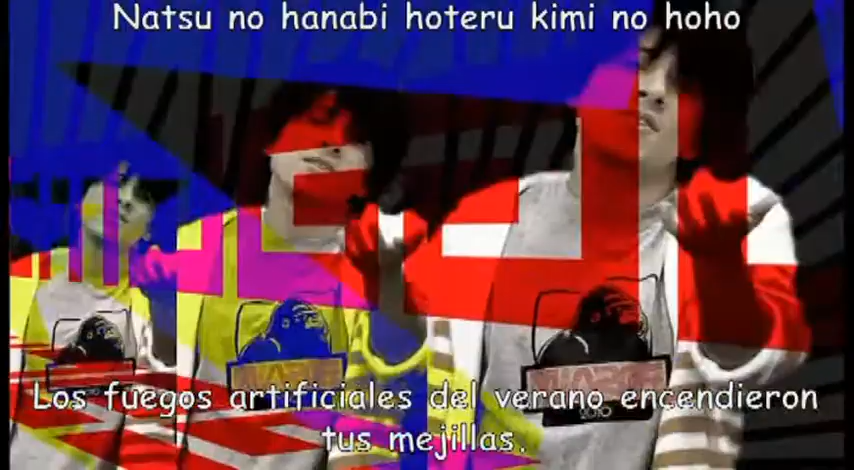 Natsu no hanabi hoteru kimi no hoho
Los fuegos artificiales del verano encendieron
tus mejillas.